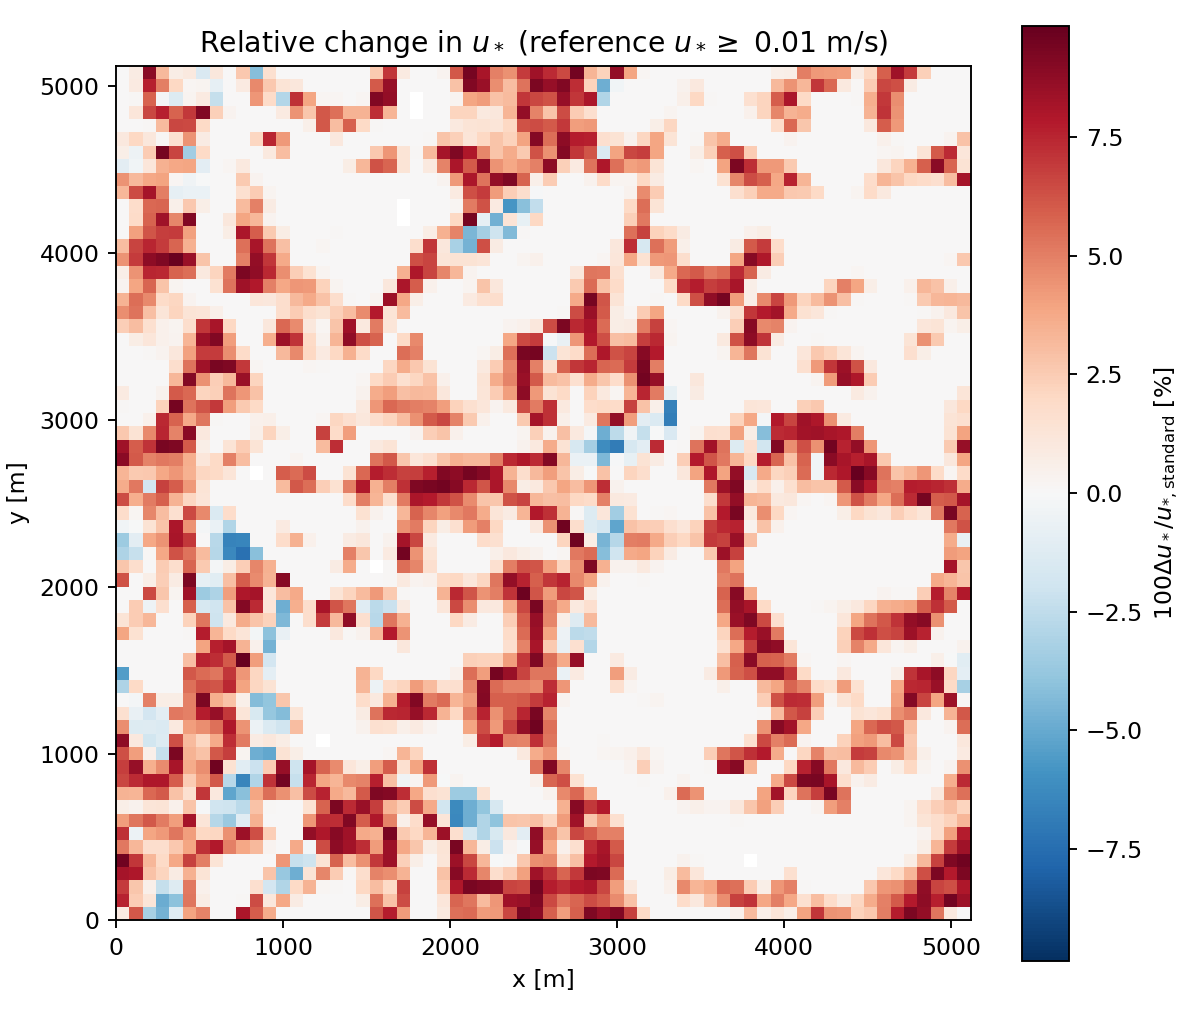 Relative change in u* (reference u* ≥ 0.01 m/s)
5000
4000
3000
2000
1000
0
y [m]
0 1000 2000 3000 4000 5000
x [m]
7.5
5.0
2.5
0.0
−2.5
−5.0
−7.5
100Δu*/u*, standard [%]